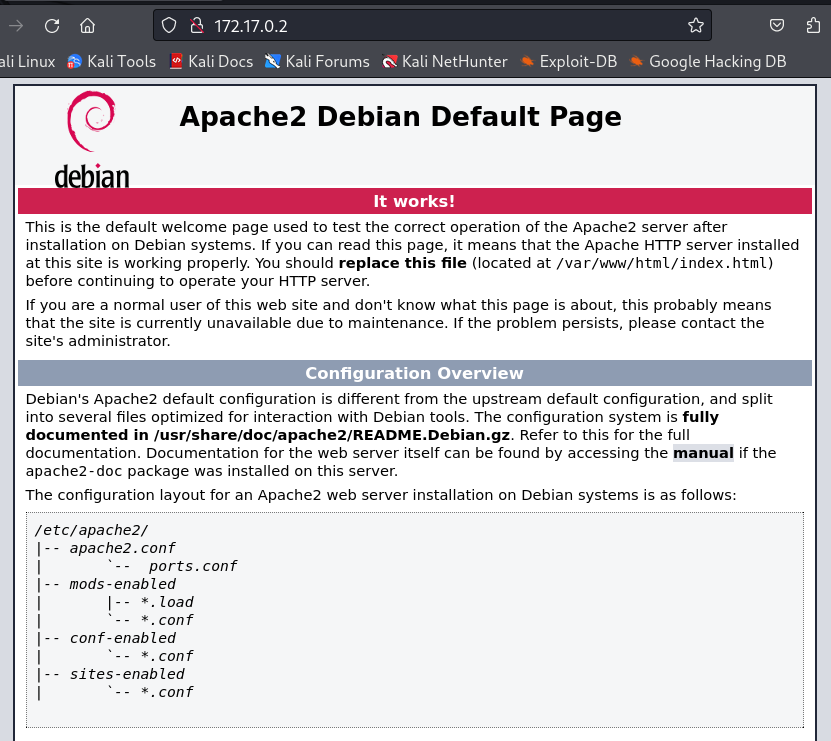 172.17.0.2
ali Linux Kali Tools Kali Docs Kali Forums Kali NetHunter Exploit-DB Google Hacking DB
debian
Apache2 Debian Default Page
It works!
This is the default welcome page used to test the correct operation of the Apache2 server after
installation on Debian systems. If you can read this page, it means that the Apache HTTP server installed
at this site is working properly. You should replace this file (located at /var/www/html/index.html)
before continuing to operate your HTTP server.
If you are a normal user of this web site and don't know what this page is about, this probably means
that the site is currently unavailable due to maintenance. If the problem persists, please contact the
site's administrator.
Configuration Overview
Debian's Apache2 default configuration is different from the upstream default configuration, and split
into several files optimized for interaction with Debian tools. The configuration system is fully
documented in /usr/share/doc/apache2/README.Debian.gz. Refer to this for the full
documentation. Documentation for the web server itself can be found by accessing the manual if the
apache2-doc package was installed on this server.
The configuration layout for an Apache2 web server installation on Debian systems is as follows:
/etc/apache2/
|-- apache2.conf
|       `--  ports.conf
|-- mods-enabled
|       |-- *.load
|       `-- *.conf
|-- conf-enabled
|       `-- *.conf
|-- sites-enabled
|       `-- *.conf